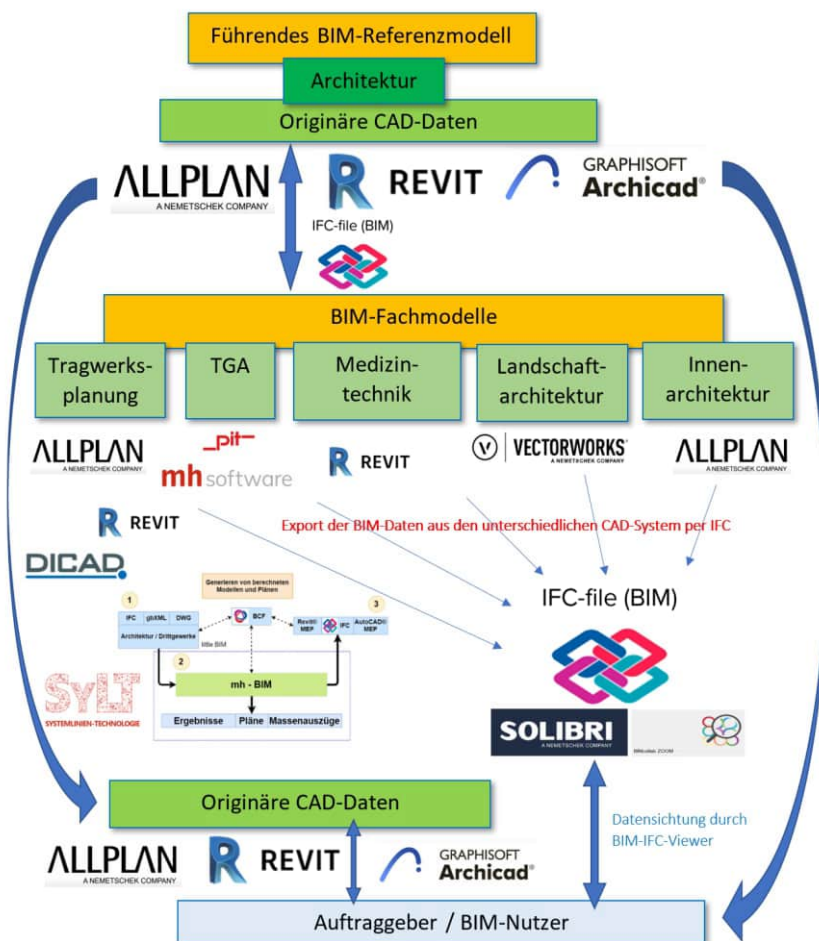 Führendes BIM-Referenzmodell
Architektur
Originäre CAD-Daten
ALLPLAN
A NEMETSCHEK COMPANY
R REVIT
GRAPHISOFT
Archicad®
IFC-file (BIM)
BIM-Fachmodelle
Tragwerks-
planung
TGA
Medizin-
technik
Landschaft-
architektur
Innen-
architektur
ALLPLAN
A NEMETSCHEK COMPANY
_pit_
mh software
R REVIT
V VECTORWORKS®
A NEMETSCHEK COMPANY
ALLPLAN
A NEMETSCHEK COMPANY
R REVIT
Export der BIM-Daten aus den unterschiedlichen CAD-System per IFC
DICAD
IFC-file (BIM)
Generieren von berechneten
Modellen und Plänen
1
3
IFC gbXML DWG
Architektur / Drittgewerke
BCF
Revit®
MEP
IFC
AutoCAD®
MEP
little BIM
2
mh - BIM
Ergebnisse Pläne Massenauszüge
SYLT
SYSTEMLINIEN-TECHNOLOGIE
SOLIBRI
A NEMETSCHEK COMPANY
BIMcollab ZOOM
Originäre CAD-Daten
Datensichtung durch
BIM-IFC-Viewer
ALLPLAN
A NEMETSCHEK COMPANY
R REVIT
GRAPHISOFT
Archicad®
Auftraggeber / BIM-Nutzer